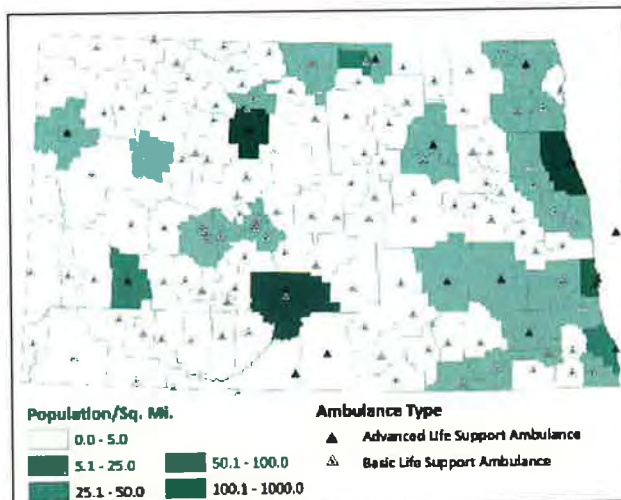 Population/Sq. Mi.
0.0 - 5.0
5.1 - 25.0
25.1 - 50.0
50.1 - 100.0
100.1 - 1000.0
Ambulance Type
Advanced Life Support Ambulance
Basic Life Support Ambulance